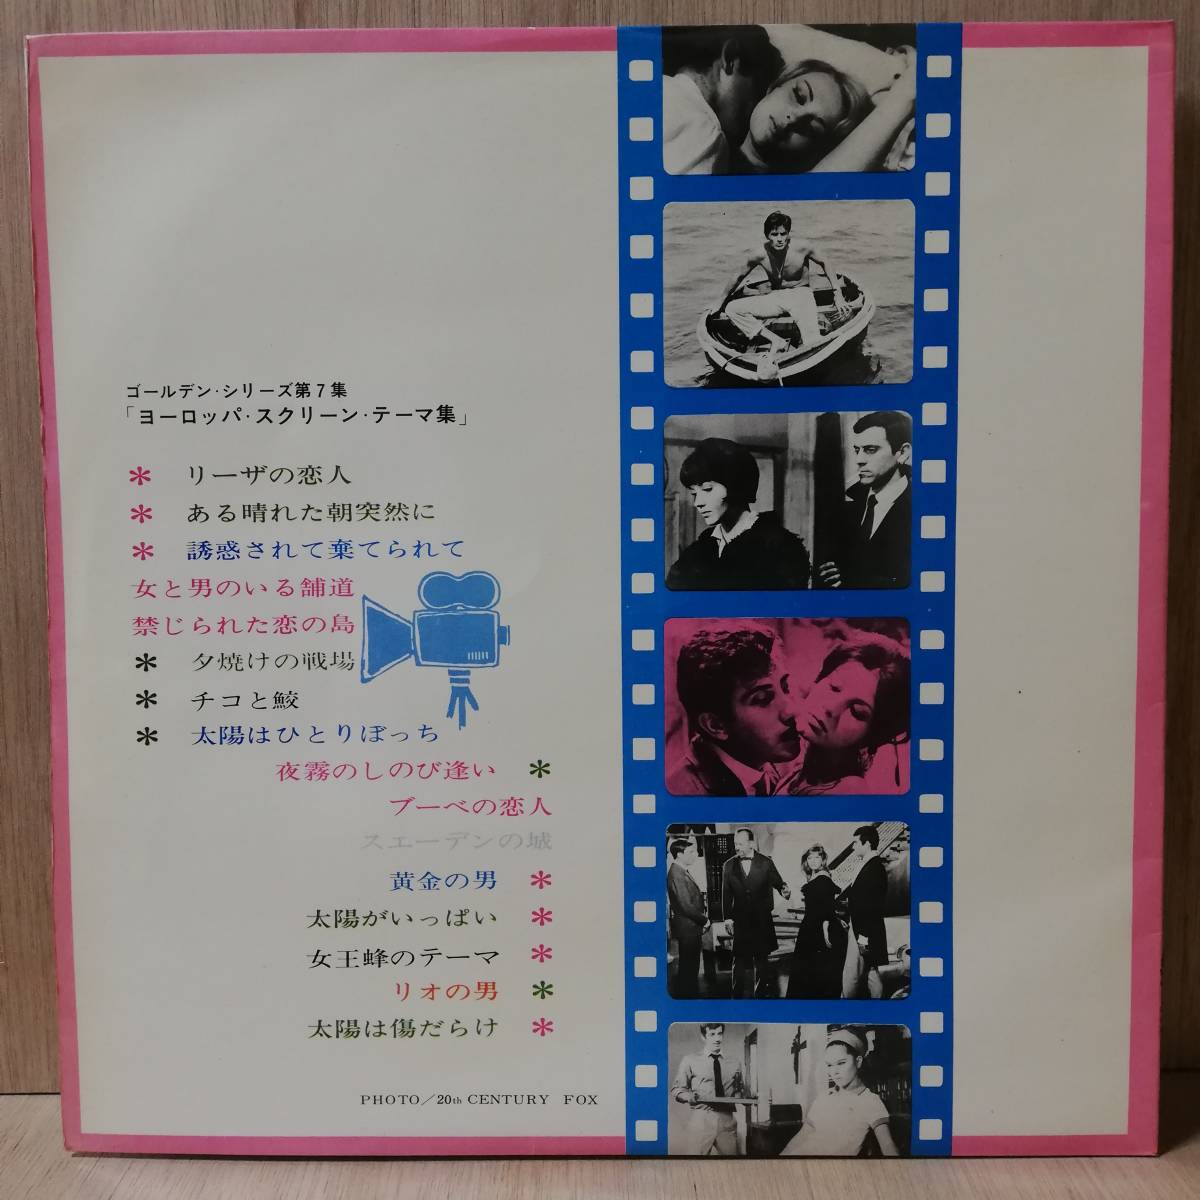 ゴールデン・シリーズ第7集
「ヨーロッパ・スクリーン・テーマ集」
* リーザの恋人
* ある晴れた朝突然に
* 誘惑されて棄てられて
女と男のいる舗道
禁じられた恋の島
* 夕焼けの戦場
* チコと鮫
* 太陽はひとりぼっち
夜霧のしのび逢い *
ブーベの恋人
スエーデンの城
黄金の男 *
太陽がいっぱい *
女王蜂のテーマ *
リオの男 *
太陽は傷だらけ *
PHOTO/20th CENTURY FOX